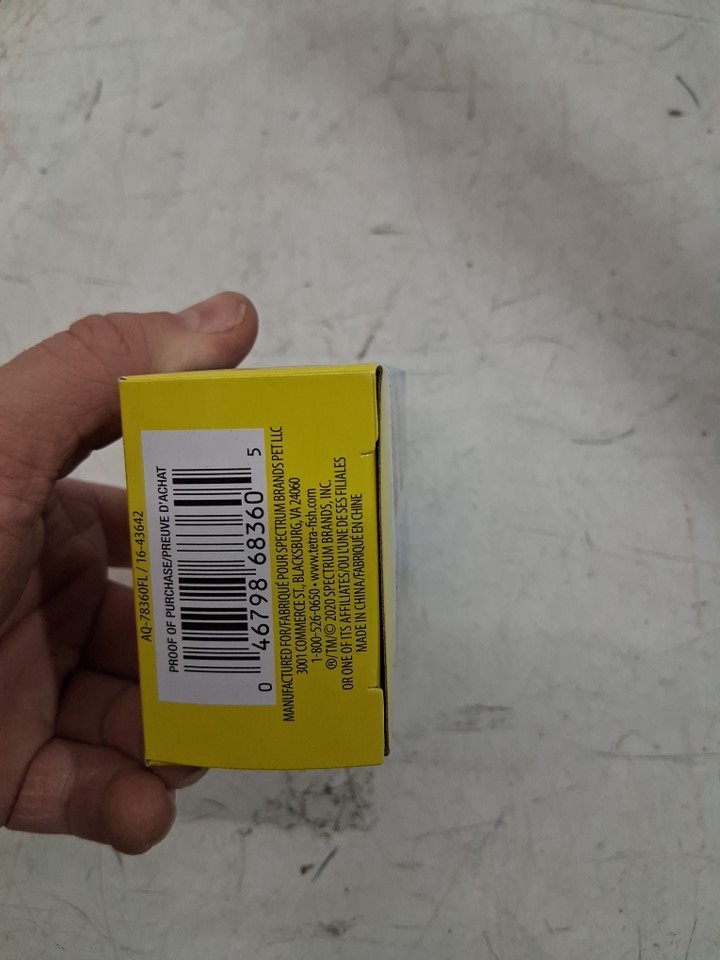 AQ-78360FL / 16-43642
PROOF OF PURCHASE/PREUVE D'ACHAT
0 46798 68360 5
MANUFACTURED FOR/FABRIQUÉ POUR SPECTRUM BRANDS PET LLC
3001 COMMERCE ST., BLACKSBURG, VA 24060
1-800-526-0650 • www.tetra-fish.com
®/TM/© 2020 SPECTRUM BRANDS, INC.
OR ONE OF ITS AFFILIATES/OU L'UNE DE SES FILIALES
MADE IN CHINA/FABRIQUÉ EN CHINE